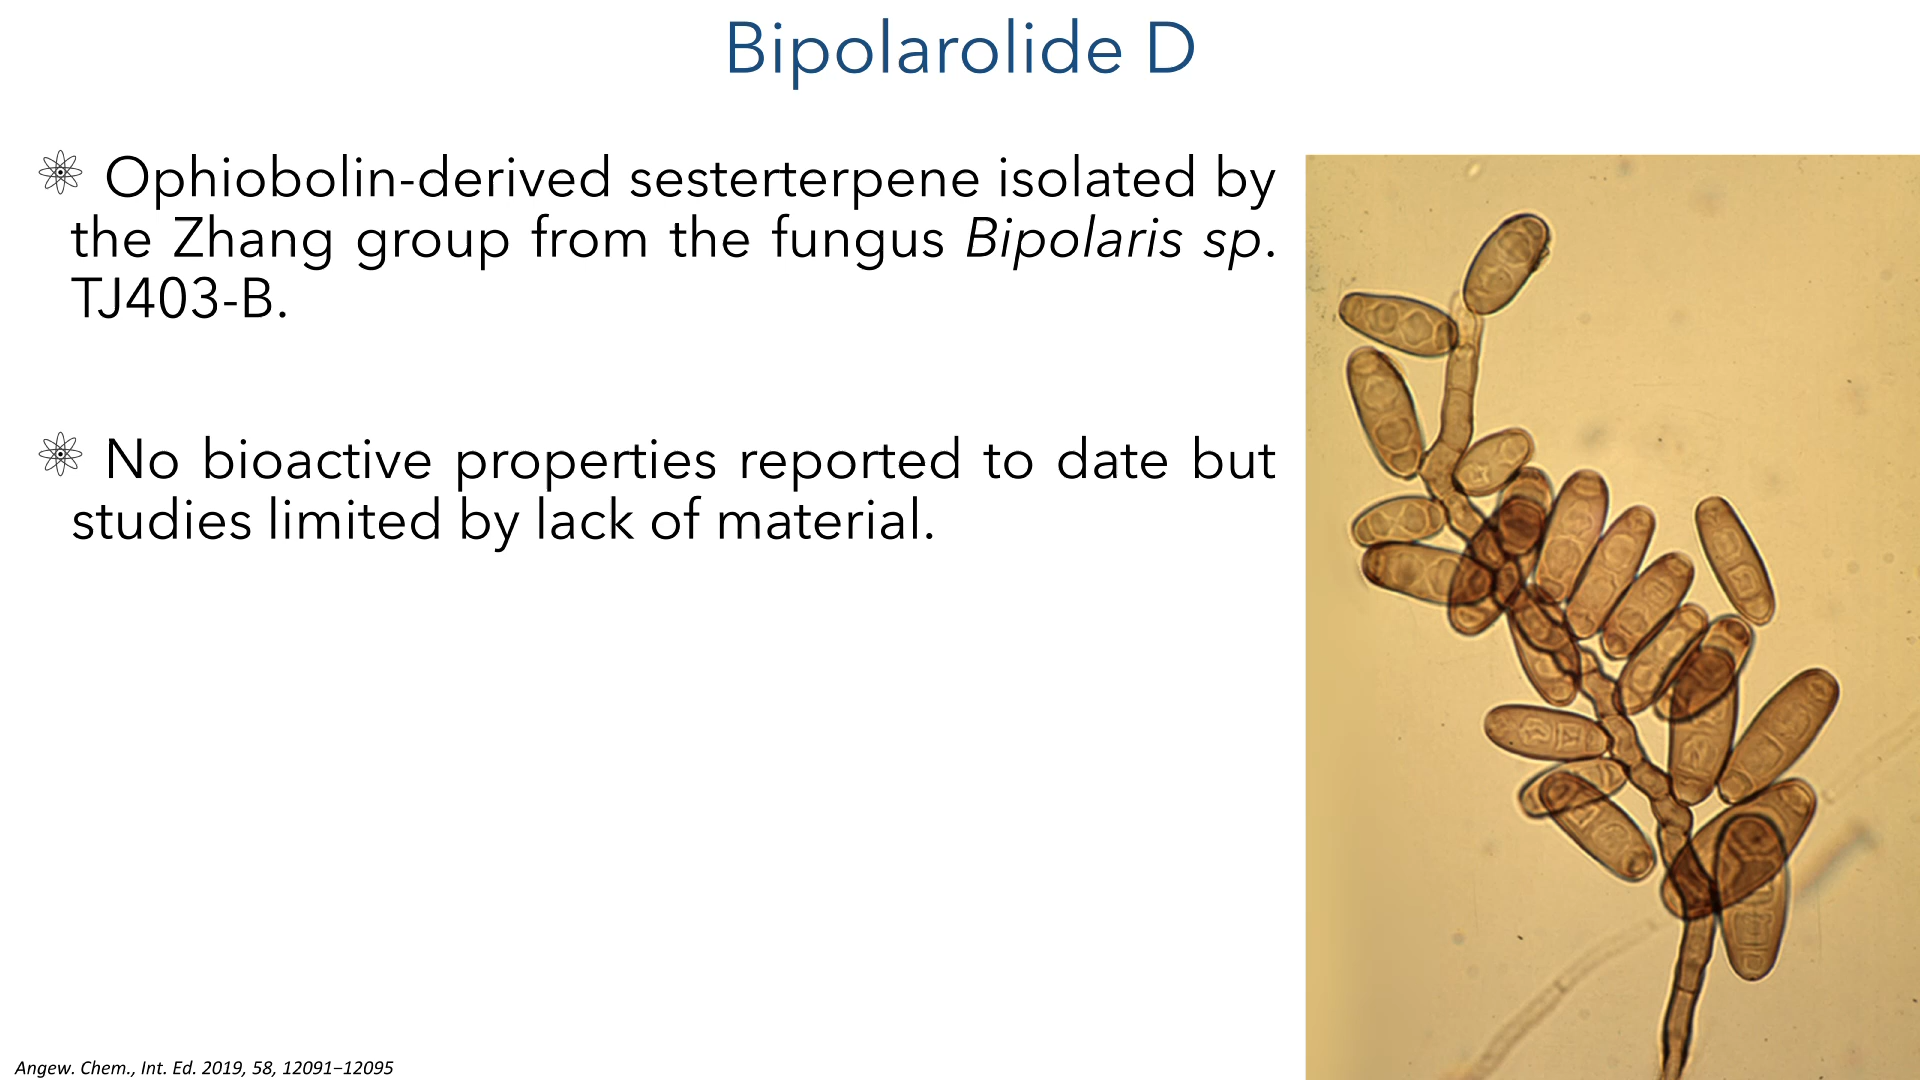 Bipolarolide D
Ophiobolin-derived sesterterpene isolated by
the Zhang group from the fungus Bipolaris sp.
TJ403-B.
No bioactive properties reported to date but
studies limited by lack of material.
Angew. Chem., Int. Ed. 2019, 58, 12091–12095